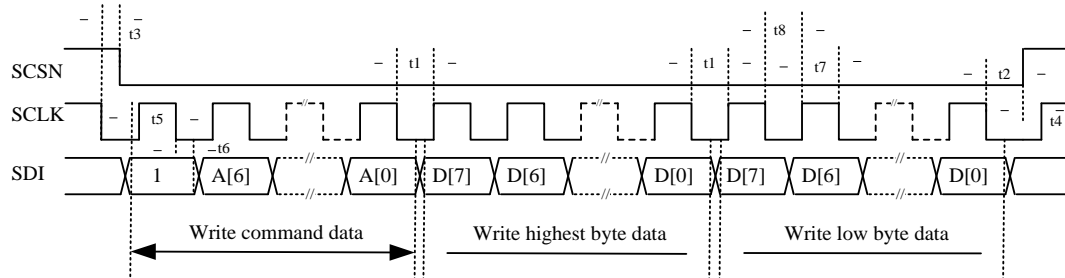 t3 t8
SCSN t1 t1 t7 t2
SCLK t5 t4
t6
SDI 1 A[6] A[0] D[7] D[6] D[0] D[7] D[6] D[0]
Write command data Write highest byte data Write low byte data